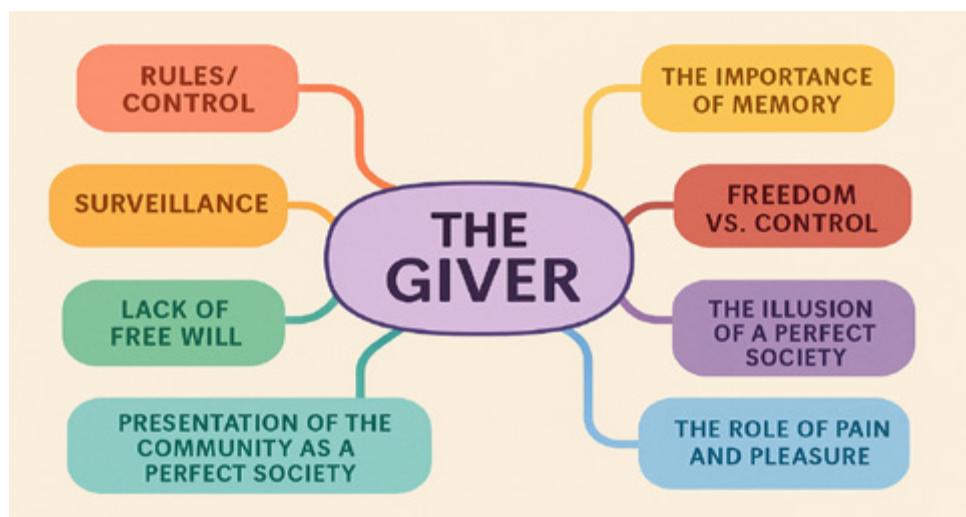 RULES/
CONTROL
SURVEILLANCE
LACK OF
FREE WILL
PRESENTATION OF THE
COMMUNITY AS A
PERFECT SOCIETY
THE
GIVER
THE IMPORTANCE
OF MEMORY
FREEDOM
VS. CONTROL
THE ILLUSION
OF A PERFECT
SOCIETY
THE ROLE OF PAIN
AND PLEASURE